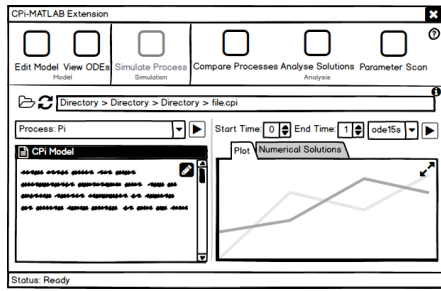 CPi-MATLAB Extension
Edit Model View ODEs Simulate Process Compare Processes Analyse Solutions Parameter Scan
Model Simulation Analysis
Directory > Directory > Directory > file.cpi
Process: Pi Start Time: 0 End Time: 1 ode15s
Plot Numerical Solutions
CPi Model
Status: Ready